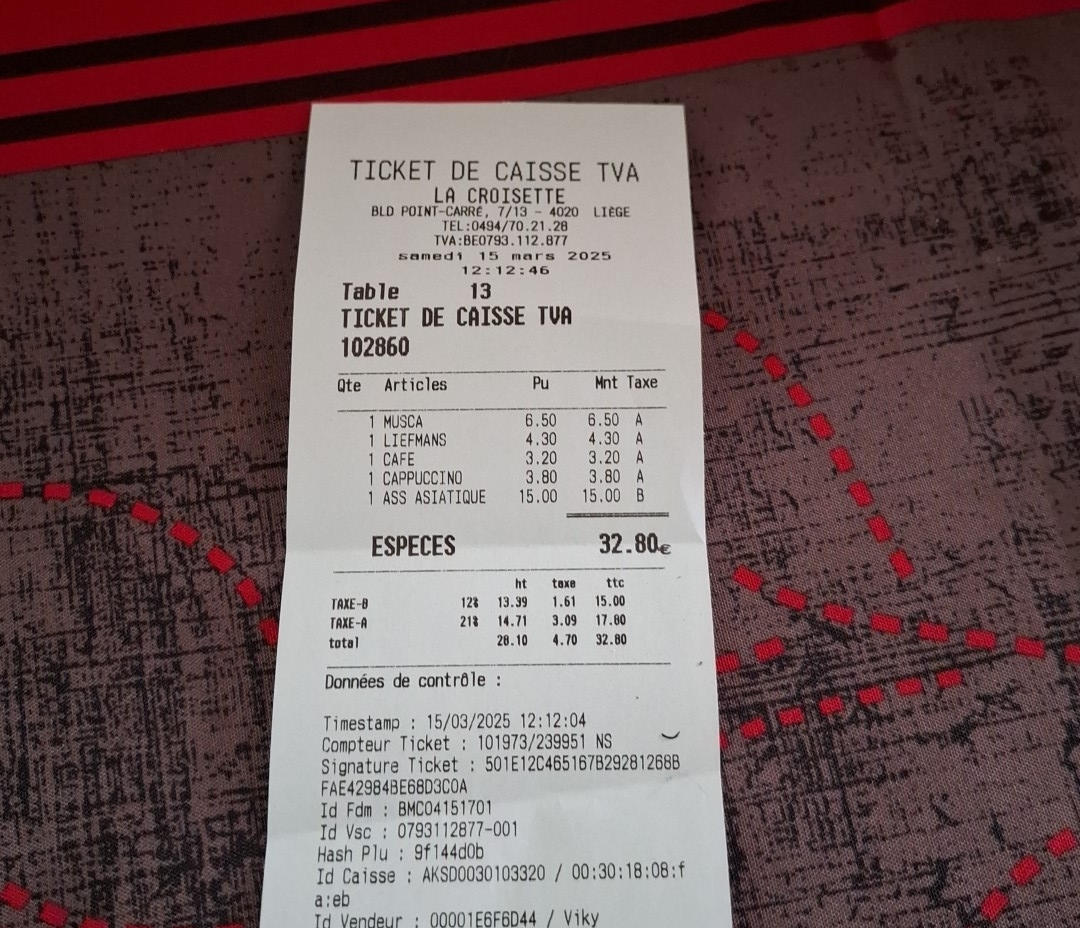 TICKET DE CAISSE TVA
LA CROISETTE
BLD POINT-CARRÉ, 7/13 - 4020 LIÈGE
TEL:0494/70.21.28
TVA:BE0793.112.877
samedi 15 mars 2025
12:12:46
Table 13
TICKET DE CAISSE TVA
102860
Qte Articles Pu Mnt Taxe
1 MUSCA 6.50 6.50 A
1 LIEFMANS 4.30 4.30 A
1 CAFE 3.20 3.20 A
1 CAPPUCCINO 3.80 3.80 A
1 ASS ASIATIQUE 15.00 15.00 B
ESPECES 32.80€
ht taxe ttc
TAXE-B 12% 13.39 1.61 15.00
TAXE-A 21% 14.71 3.09 17.80
total 28.10 4.70 32.80
Données de contrôle :
Timestamp : 15/03/2025 12:12:04
Compteur Ticket : 101973/239951 NS
Signature Ticket : 501E12C465167B29281268B
FAE42984BE68D3C0A
Id Fdm : BMC04151701
Id Vsc : 0793112877-001
Hash Plu : 9f144d0b
Id Caisse : AKSD0030103320 / 00:30:18:08:f
a:eb
Id Vendeur : 00001E6F6D44 / Viky